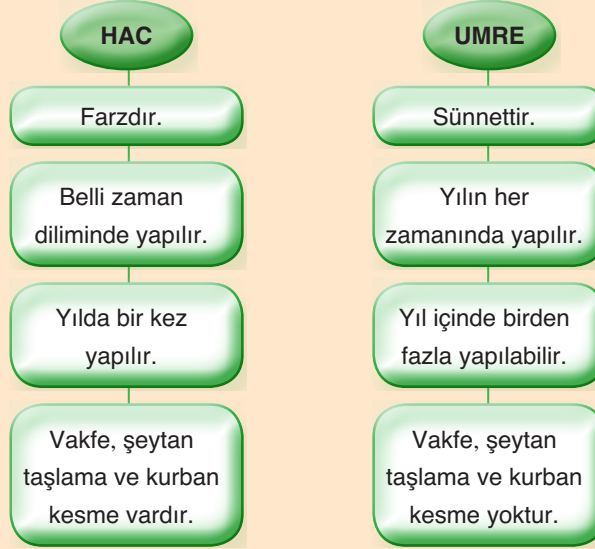 HAC
Farzdır.
Belli zaman
diliminde yapılır.
Yılda bir kez
yapılır.
Vakfe, şeytan
taşlama ve kurban
kesme vardır.
UMRE
Sünnettir.
Yılın her
zamanında yapılır.
Yıl içinde birden
fazla yapılabilir.
Vakfe, şeytan
taşlama ve kurban
kesme yoktur.